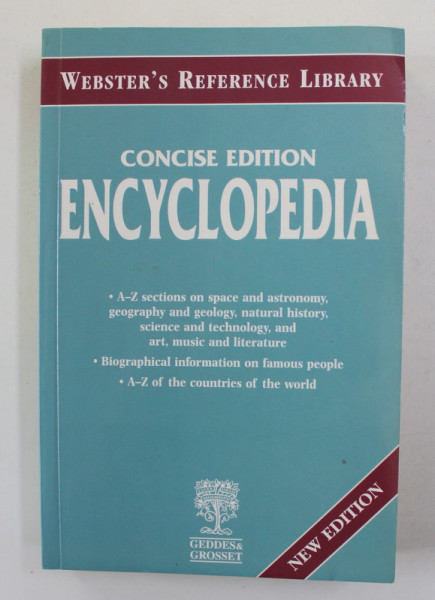 WEBSTER'S REFERENCE LIBRARY
CONCISE EDITION
ENCYCLOPEDIA
• A–Z sections on space and astronomy,
geography and geology, natural history,
science and technology, and
art, music and literature
• Biographical information on famous people
• A–Z of the countries of the world
GEDDES &
GROSSET
NEW EDITION